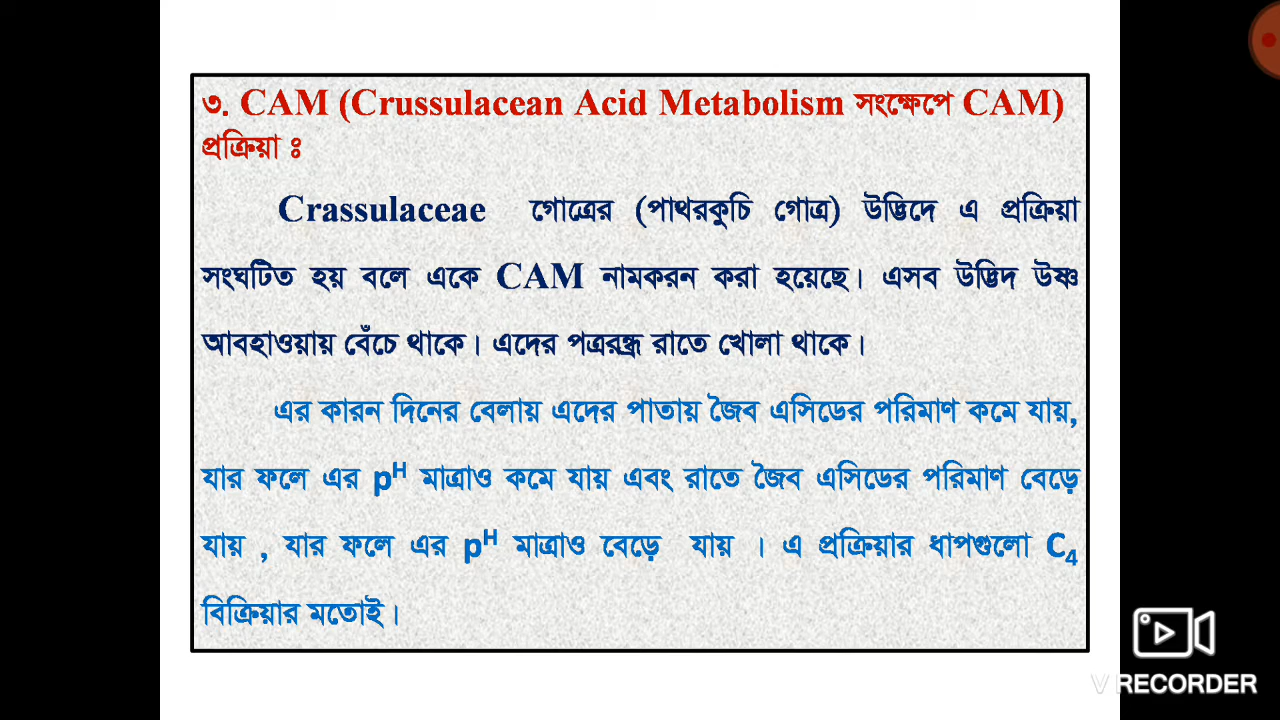 ৩. CAM (Crussulacean Acid Metabolism সংক্ষেপে CAM)
প্রক্রিয়া ঃ
Crassulaceae গোত্রের (পাথরকুচি গোত্র) উদ্ভিদে এ প্রক্রিয়া
সংঘটিত হয় বলে একে CAM নামকরন করা হয়েছে। এসব উদ্ভিদ উষ্ণ
আবহাওয়ায় বেঁচে থাকে। এদের পত্ররন্ধ্র রাতে খোলা থাকে।
এর কারন দিনের বেলায় এদের পাতায় জৈব এসিডের পরিমাণ কমে যায়,
যার ফলে এর pᴴ মাত্রাও কমে যায় এবং রাতে জৈব এসিডের পরিমাণ বেড়ে
যায় , যার ফলে এর pᴴ মাত্রাও বেড়ে যায় । এ প্রক্রিয়ার ধাপগুলো C₄
বিক্রিয়ার মতোই।
V RECORDER